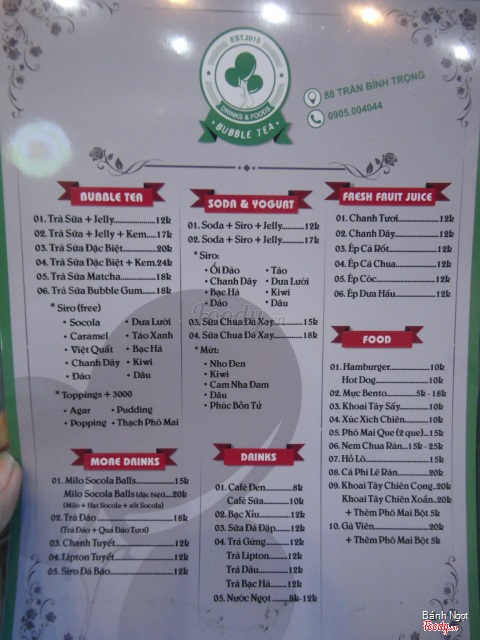 EST.2015
DRINKS & FOODS
BUBBLE TEA
88 TRẦN BÌNH TRỌNG
0905.004044
BUBBLE TEA
01. Trà Sữa + Jelly...............12k
02. Trà Sữa + Jelly + Kem.....17k
03. Trà Sữa Đặc Biệt............20k
04. Trà Sữa Đặc Biệt + Kem.24k
05. Trà Sữa Matcha.............18k
06. Trà Sữa Bubble Gum......18k
* Siro (free)
• Socola
• Dưa Lưới
• Caramel
• Táo Xanh
• Việt Quất
• Bạc Hà
• Chanh Dây
• Kiwi
• Đào
• Dâu
* Toppings + 3000
• Agar
• Pudding
• Popping
• Thạch Phô Mai
MORE DRINKS
01. Milo Socola Balls............15k
Milo Socola Balls (đặc biệt)...20k
(Milo + Hạt Socola + sốt Socola)
02. Trà Đào.........................18k
(Trà Đào + Quả Đào Tươi)
03. Chanh Tuyết..................12k
04. Lipton Tuyết..................12k
05. Siro Đá Bào...................12k
SODA & YOGURT
01. Soda + Siro + Jelly.........12k
02. Soda + Siro + Jelly.........17k
* Siro:
• Ổi Đào
• Táo
• Chanh Dây
• Dưa Lưới
• Bạc Hà
• Kiwi
• Đào
• Dâu
03. Sữa Chua Đá Xay..........15k
04. Sữa Chua Đá Xay..........18k
* Mứt:
• Nho Đen
• Kiwi
• Cam Nha Đam
• Dâu
• Phúc Bồn Tử
DRINKS
01. Café Đen.................8k
Café Sữa................10k
02. Bạc Xỉu..................12k
03. Sữa Đá Dập............12k
04. Trà Gừng................12k
Trà Lipton..............12k
Trà Dâu..................12k
Trà Bạc Hà..............12k
05. Nước Ngọt........8k-12k
FRESH FRUIT JUICE
01. Chanh Tươi.................12k
02. Chanh Dây..................12k
03. Ép Cà Rốt...................12k
04. Ép Cà Chua................12k
05. Ép Cóc.......................12k
06. Ép Dưa Hấu................12k
FOOD
01. Hamburger..................10k
Hot Dog.....................10k
02. Mực Bento.............5k - 18k
03. Khoai Tây Sấy..............10k
04. Xúc Xích Chiên............10k
05. Phô Mai Que (2 que)...15k
06. Nem Chua Rán....15k - 25k
07. Hồ Lô........................15k
08. Cá Phi Lê Rán..............20k
09. Khoai Tây Chiên Cọng.20k
Khoai Tây Chiên Xoắn..20k
+ Thêm Phô Mai Bột 5k
10. Gà Viên.......................20k
+ Thêm Phô Mai Bột 5k
Foody.vn
Bánh Ngọt
foody.vn